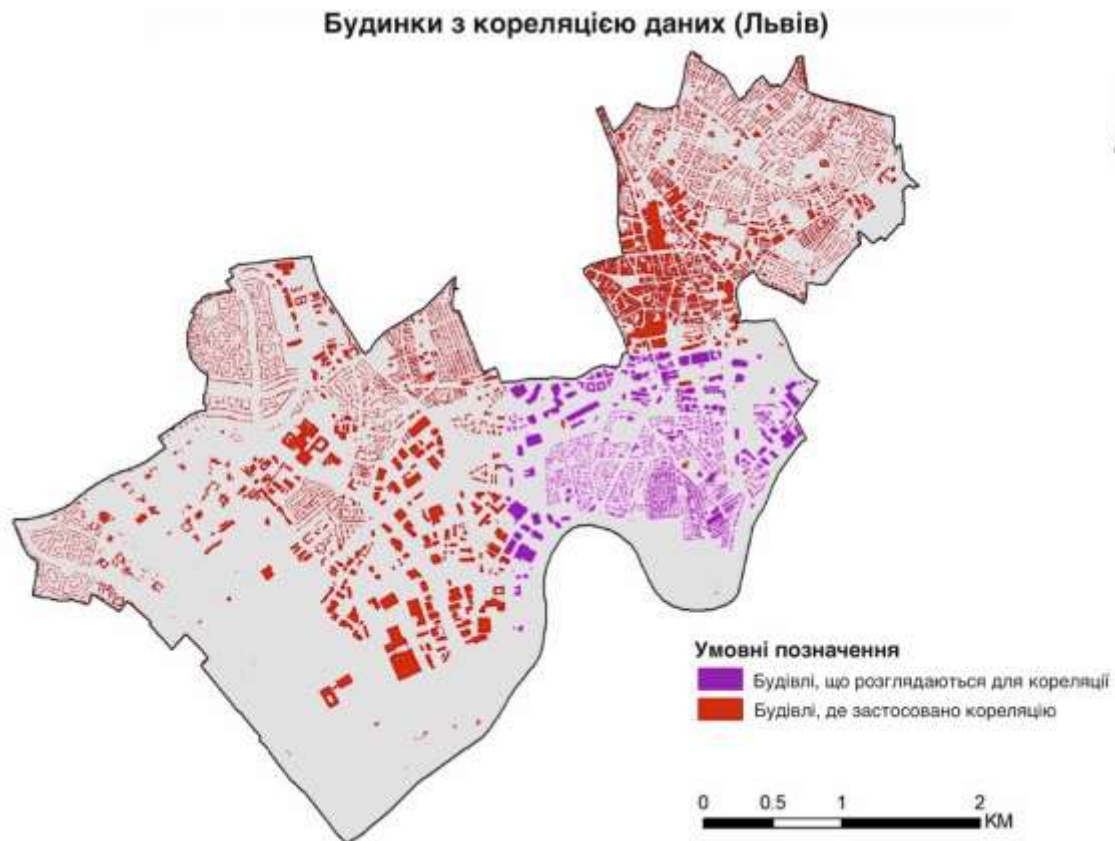 Будинки з кореляцією даних (Львів)
Умовні позначення
Будівлі, що розглядаються для кореляції
Будівлі, де застосовано кореляцію
0 0.5 1 2
KM